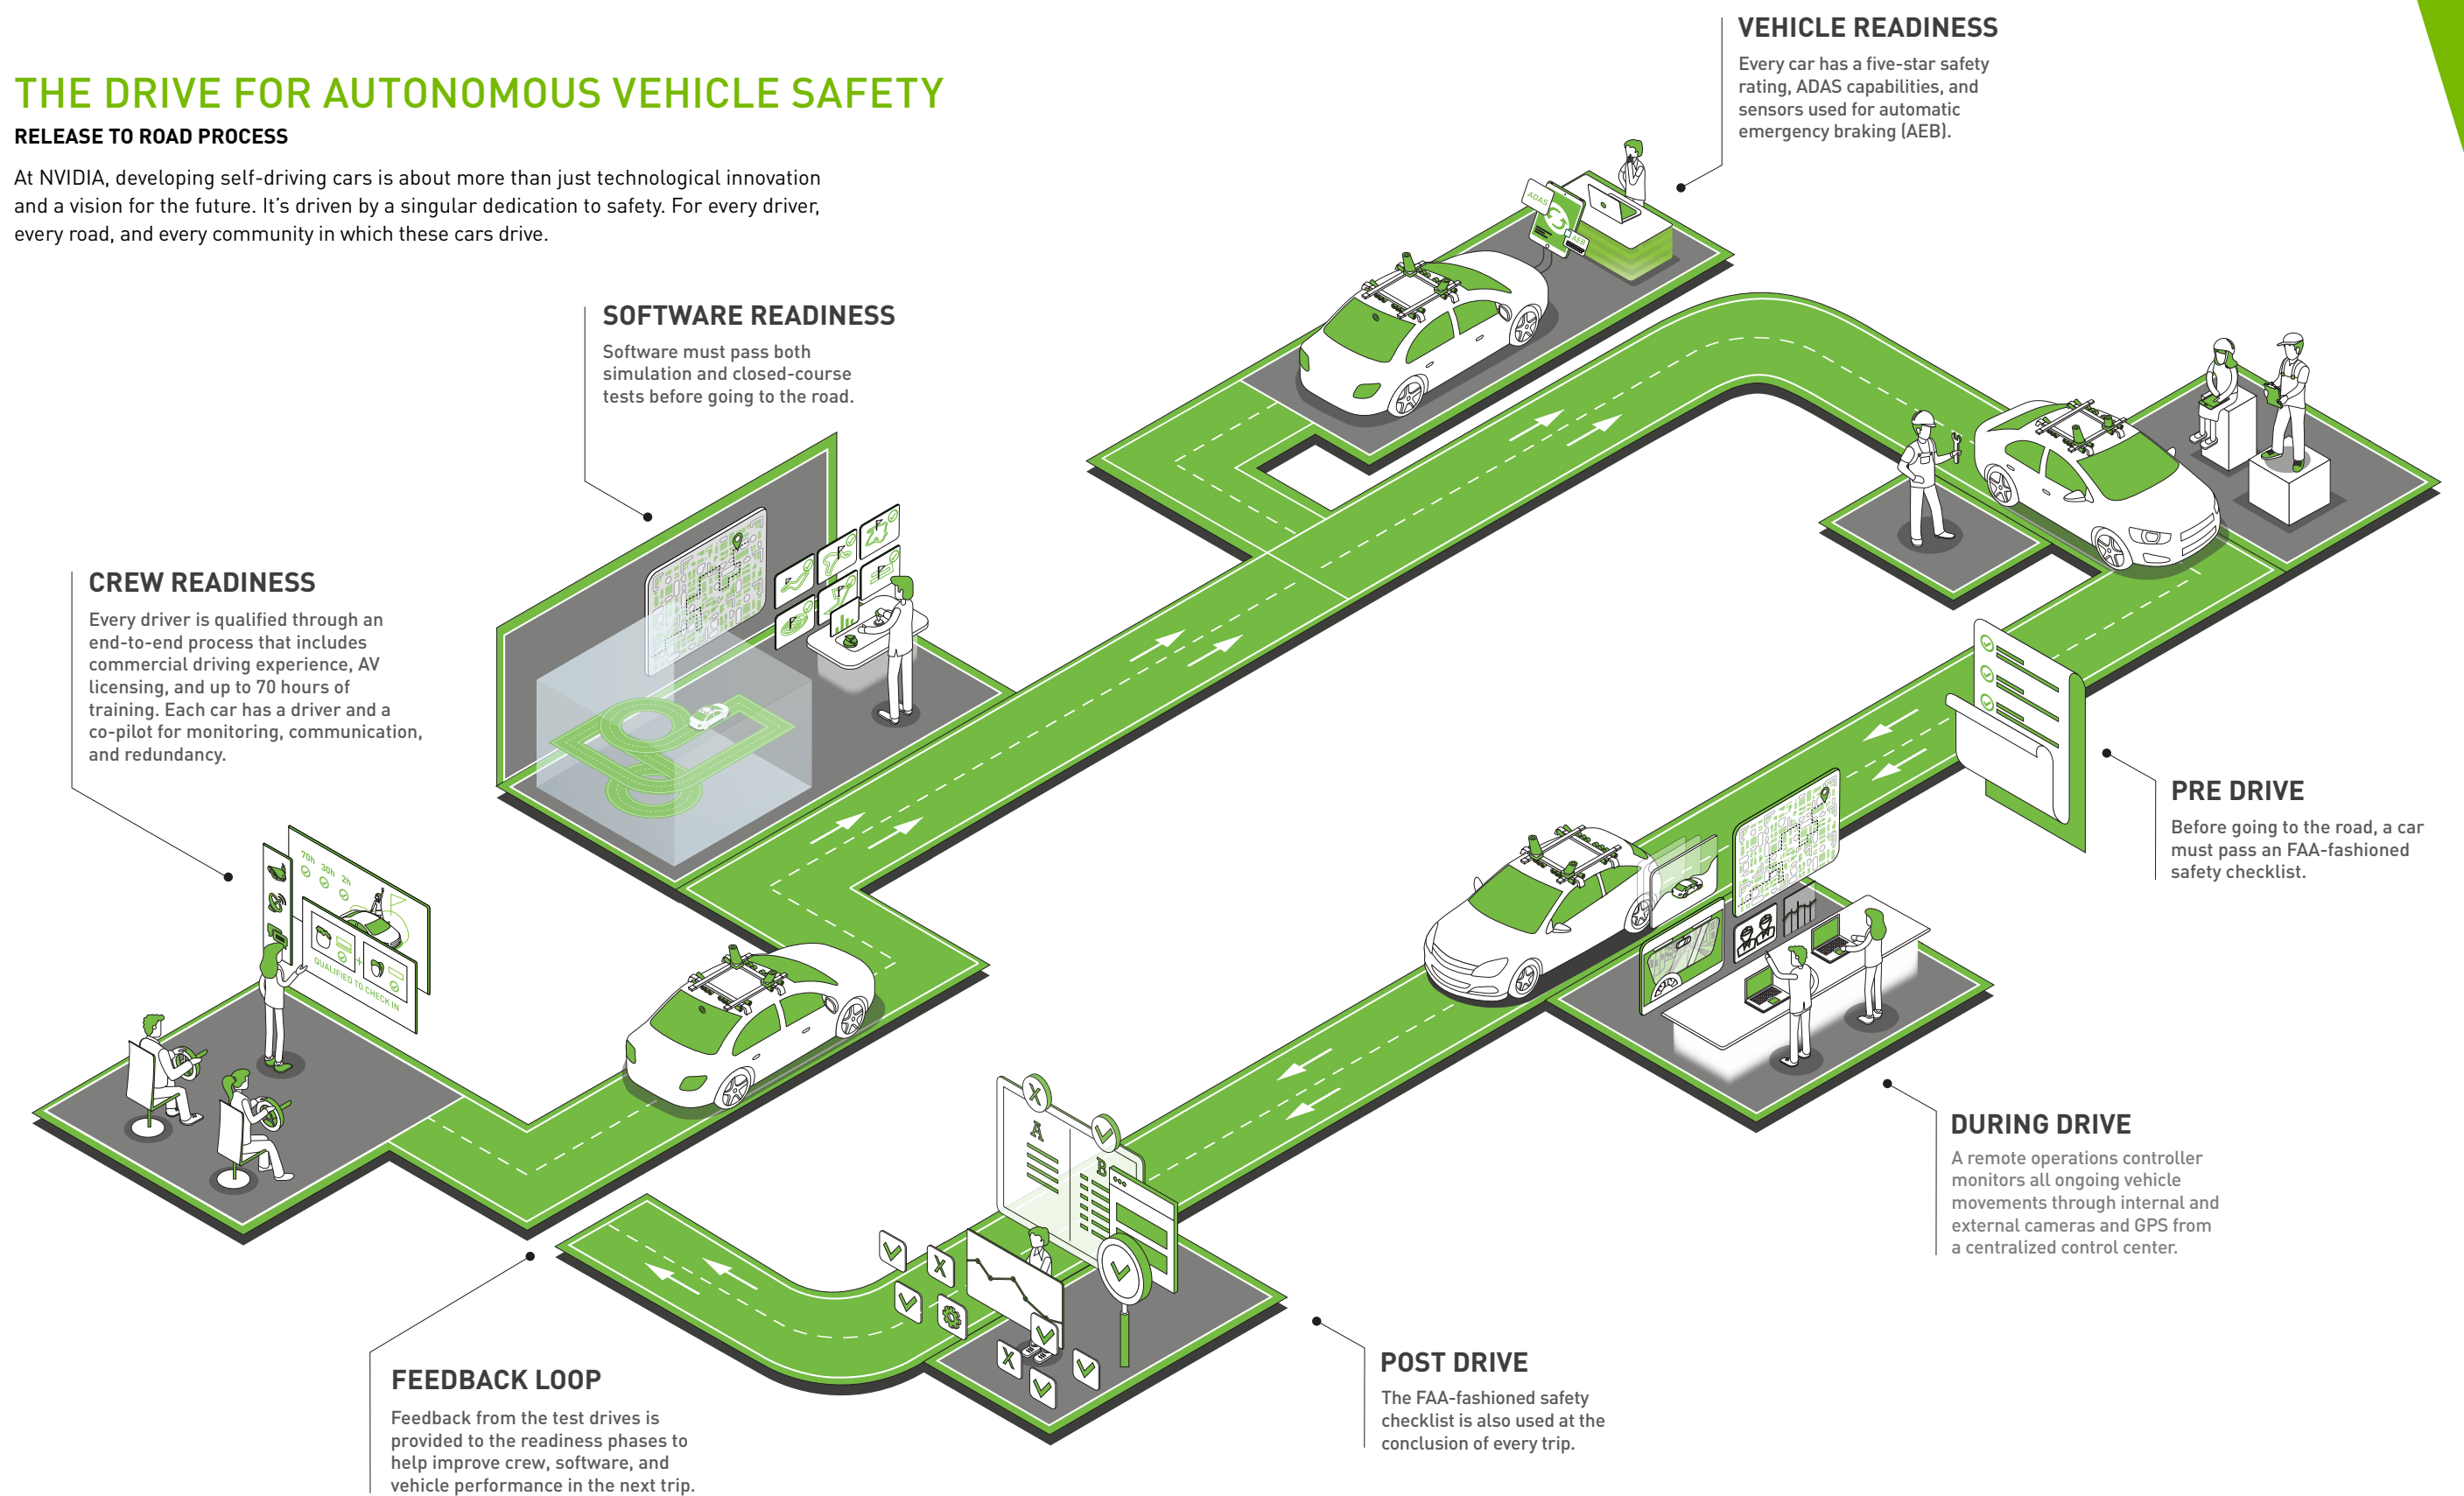 THE DRIVE FOR AUTONOMOUS VEHICLE SAFETY
RELEASE TO ROAD PROCESS
At NVIDIA, developing self-driving cars is about more than just technological innovation
and a vision for the future. It’s driven by a singular dedication to safety. For every driver,
every road, and every community in which these cars drive.
VEHICLE READINESS
Every car has a five-star safety
rating, ADAS capabilities, and
sensors used for automatic
emergency braking (AEB).
ADAS
AEB
SOFTWARE READINESS
Software must pass both
simulation and closed-course
tests before going to the road.
CREW READINESS
Every driver is qualified through an
end-to-end process that includes
commercial driving experience, AV
licensing, and up to 70 hours of
training. Each car has a driver and a
co-pilot for monitoring, communication,
and redundancy.
70h 30h 2h
+
QUALIFIED TO CHECK IN
PRE DRIVE
Before going to the road, a car
must pass an FAA-fashioned
safety checklist.
DURING DRIVE
A remote operations controller
monitors all ongoing vehicle
movements through internal and
external cameras and GPS from
a centralized control center.
X
A
B
X
X
POST DRIVE
The FAA-fashioned safety
checklist is also used at the
conclusion of every trip.
FEEDBACK LOOP
Feedback from the test drives is
provided to the readiness phases to
help improve crew, software, and
vehicle performance in the next trip.